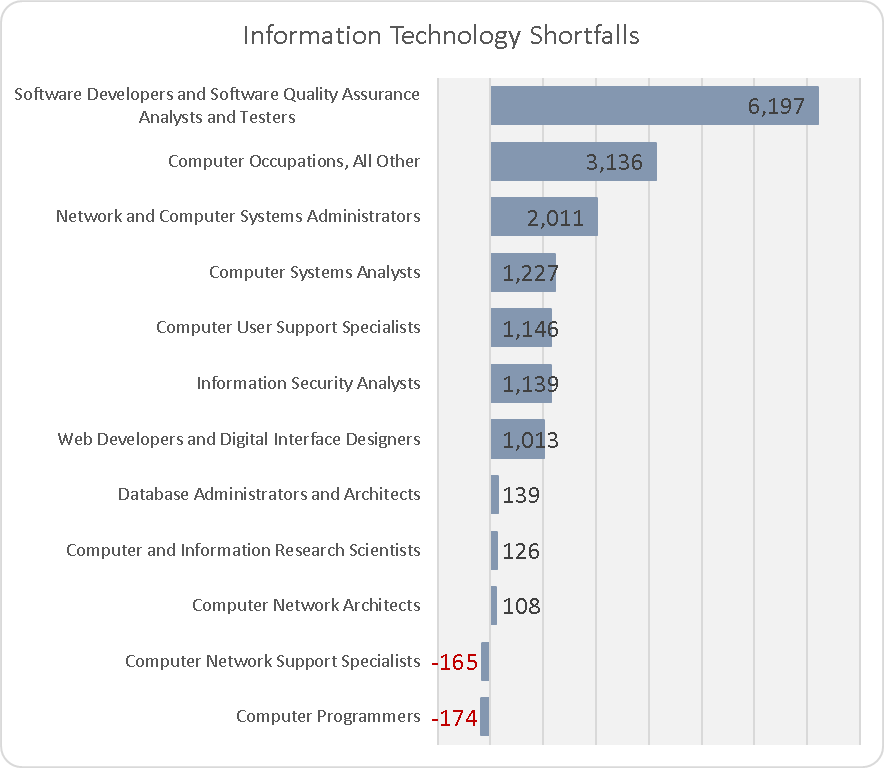 Information Technology Shortfalls
Software Developers and Software Quality Assurance
Analysts and Testers
6,197
Computer Occupations, All Other
3,136
Network and Computer Systems Administrators
2,011
Computer Systems Analysts
1,227
Computer User Support Specialists
1,146
Information Security Analysts
1,139
Web Developers and Digital Interface Designers
1,013
Database Administrators and Architects
139
Computer and Information Research Scientists
126
Computer Network Architects
108
Computer Network Support Specialists
-165
Computer Programmers
-174